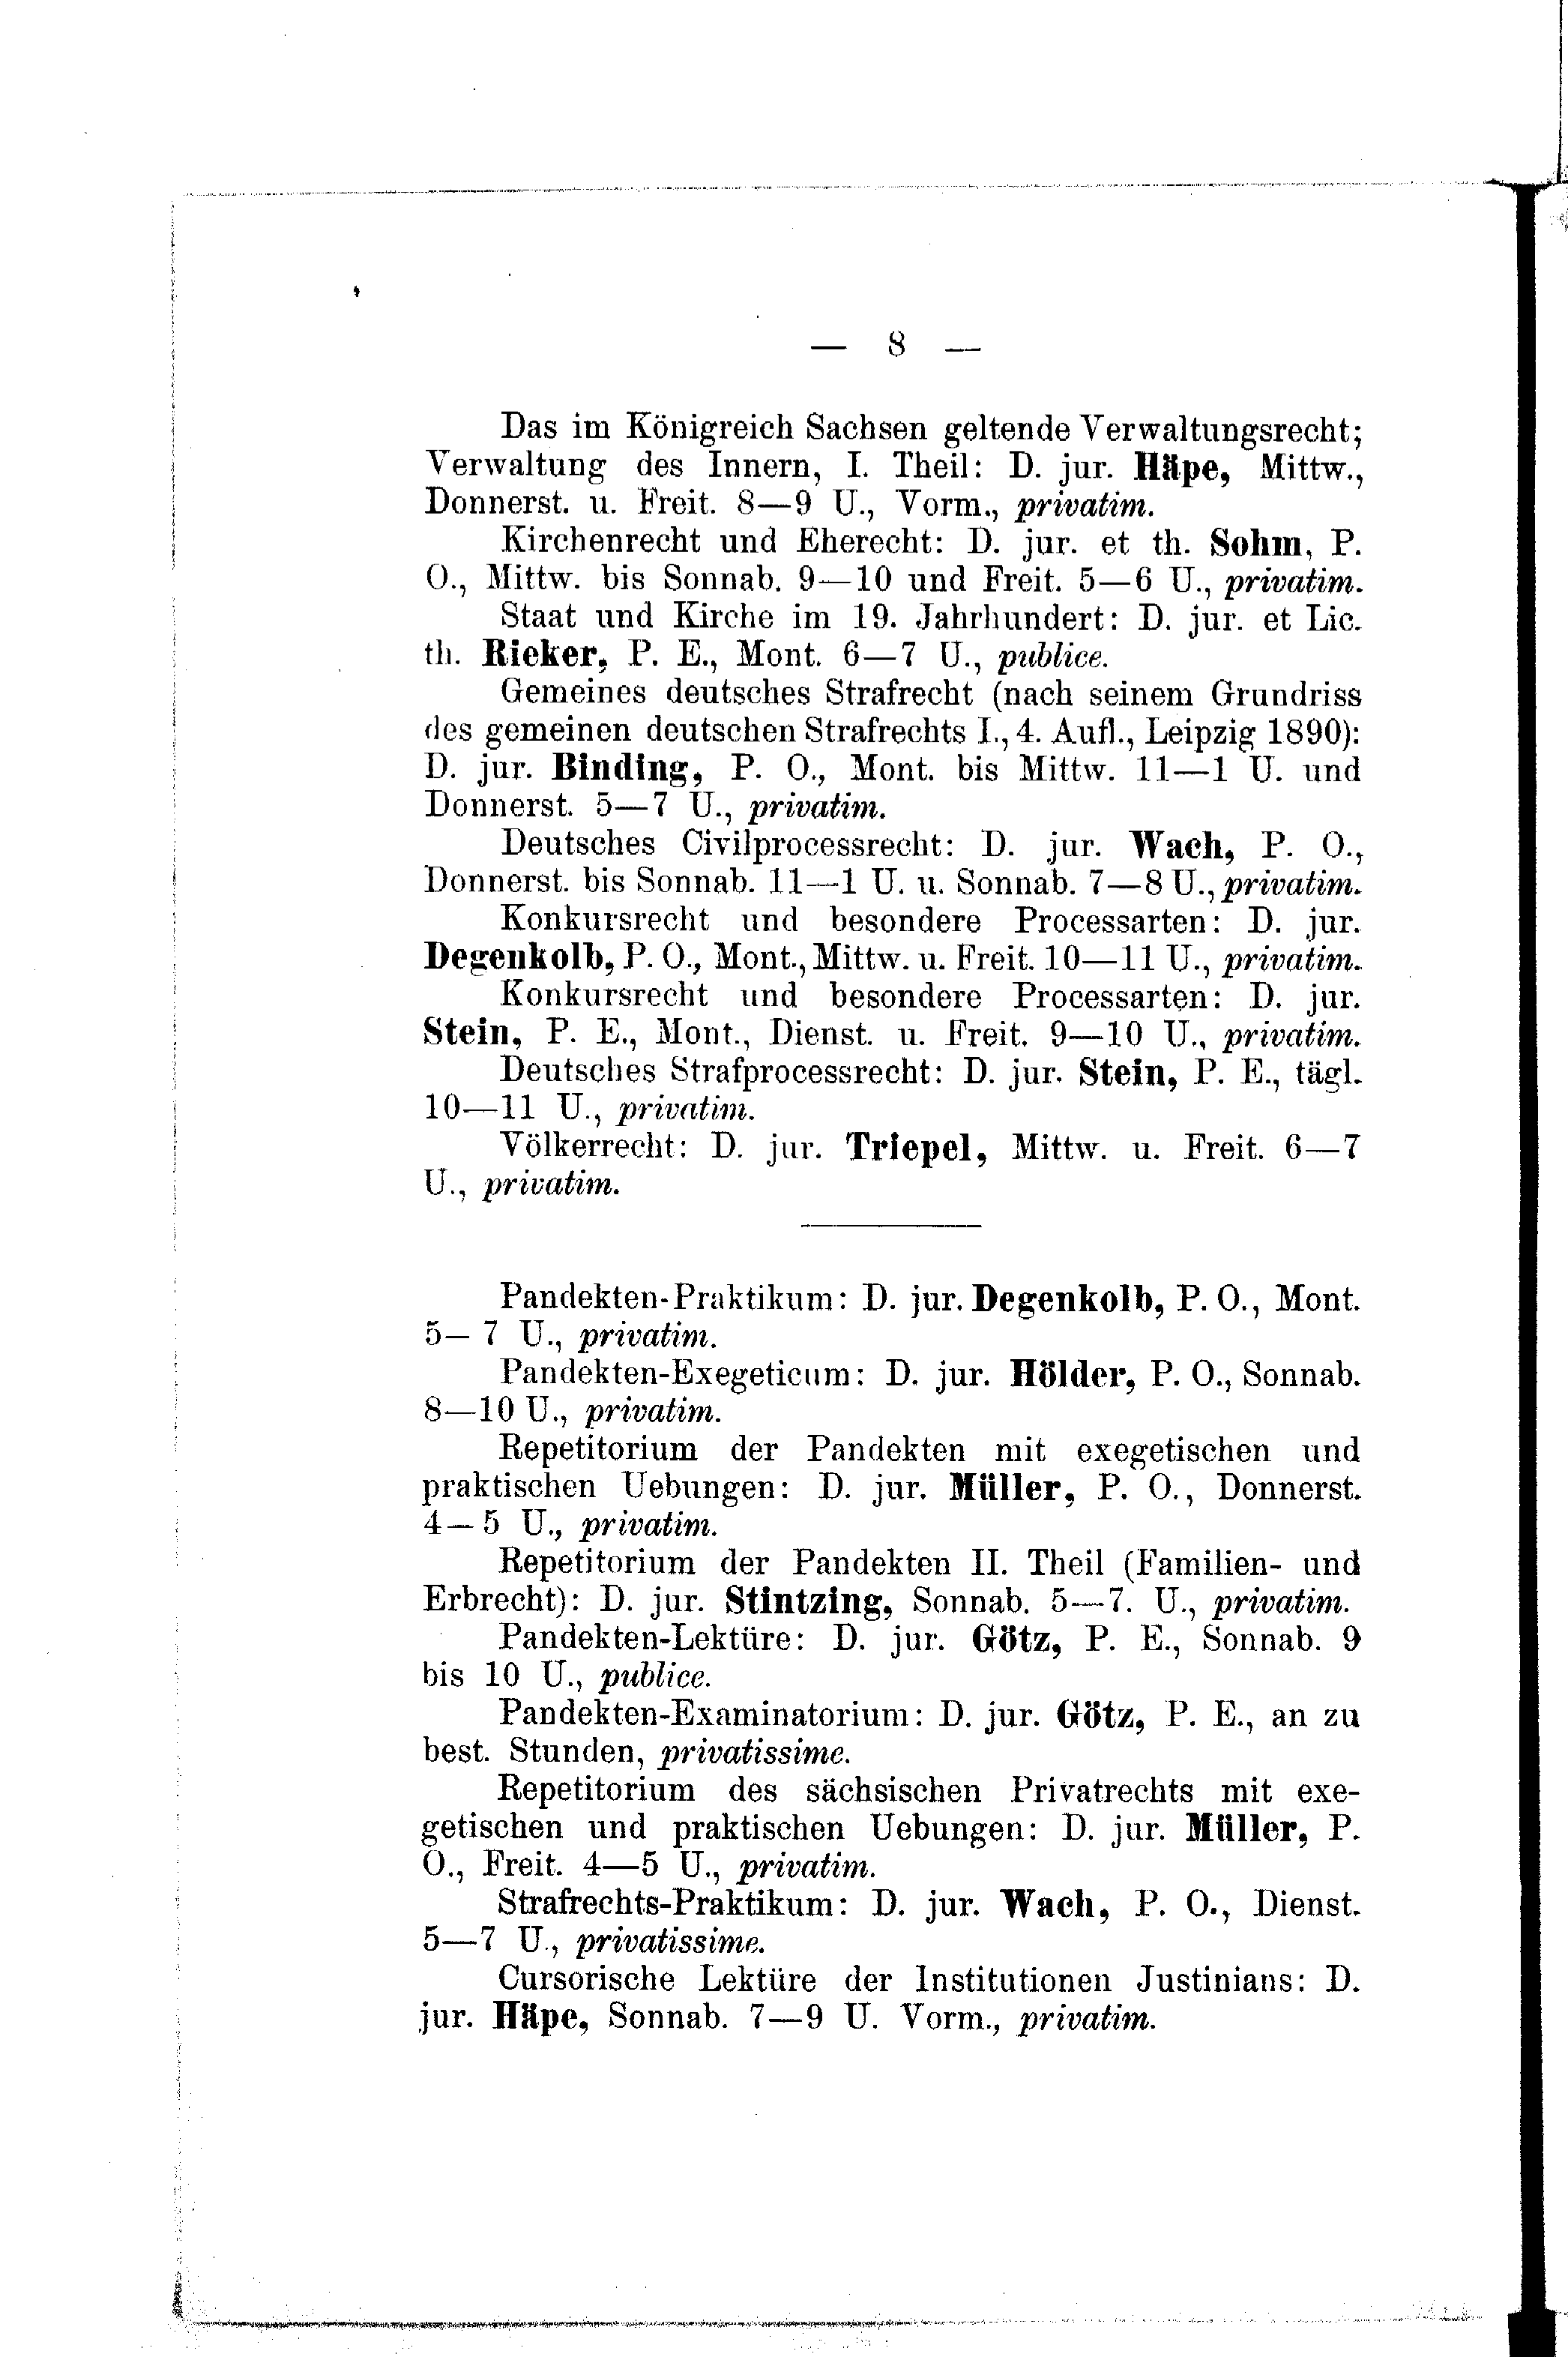 — 8 —
Das im Königreich Sachsen geltende Verwaltungsrecht;
Verwaltung des Innern, I. Theil: D. jur. Häpe, Mittw.,
Donnerst. u. Freit. 8—9 U., Vorm., privatim.
Kirchenrecht und Eherecht: D. jur. et th. Sohm, P.
O., Mittw. bis Sonnab. 9—10 und Freit. 5—6 U., privatim.
Staat und Kirche im 19. Jahrhundert: D. jur. et Lic.
th. Rieker, P. E., Mont. 6—7 U., publice.
Gemeines deutsches Strafrecht (nach seinem Grundriss
des gemeinen deutschen Strafrechts I., 4. Aufl., Leipzig 1890):
D. jur. Binding, P. O., Mont. bis Mittw. 11—1 U. und
Donnerst. 5—7 U., privatim.
Deutsches Civilprocessrecht: D. jur. Wach, P. O.,
Donnerst. bis Sonnab. 11—1 U. u. Sonnab. 7—8 U., privatim.
Konkursrecht und besondere Processarten: D. jur.
Degenkolb, P. O., Mont., Mittw. u. Freit. 10—11 U., privatim.
Konkursrecht und besondere Processarten: D. jur.
Stein, P. E., Mont., Dienst. u. Freit. 9—10 U., privatim.
Deutsches Strafprocessrecht: D. jur. Stein, P. E., tägl.
10—11 U., privatim.
Völkerrecht: D. jur. Triepel, Mittw. u. Freit. 6—7
U., privatim.
Pandekten-Praktikum: D. jur. Degenkolb, P. O., Mont.
5—7 U., privatim.
Pandekten-Exegeticum: D. jur. Hölder, P. O., Sonnab.
8—10 U., privatim.
Repetitorium der Pandekten mit exegetischen und
praktischen Uebungen: D. jur. Müller, P. O., Donnerst.
4—5 U., privatim.
Repetitorium der Pandekten II. Theil (Familien- und
Erbrecht): D. jur. Stintzing, Sonnab. 5—7. U., privatim.
Pandekten-Lektüre: D. jur. Götz, P. E., Sonnab. 9
bis 10 U., publice.
Pandekten-Examinatorium: D. jur. Götz, P. E., an zu
best. Stunden, privatissime.
Repetitorium des sächsischen Privatrechts mit exe-
getischen und praktischen Uebungen: D. jur. Müller, P.
O., Freit. 4—5 U., privatim.
Strafrechts-Praktikum: D. jur. Wach, P. O., Dienst.
5—7 U., privatissime.
Cursorische Lektüre der Institutionen Justinians: D.
jur. Häpe, Sonnab. 7—9 U. Vorm., privatim.